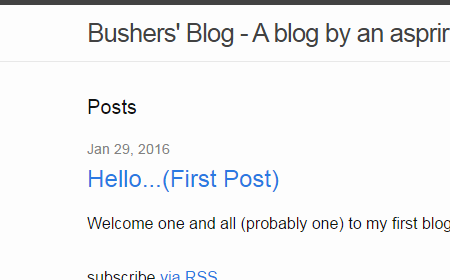 Bushers' Blog - A blog by an asprir
Posts
Jan 29, 2016
Hello...(First Post)
Welcome one and all (probably one) to my first blog
subscribe via RSS